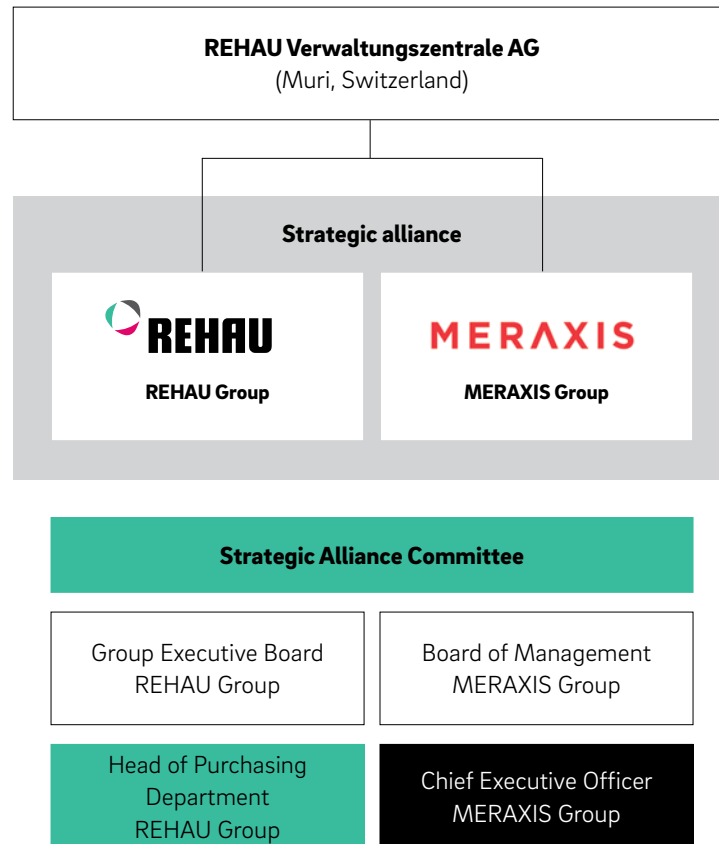 REHAU Verwaltungszentrale AG
(Muri, Switzerland)
Strategic alliance
REHAU
REHAU Group
MERAXIS
MERAXIS Group
Strategic Alliance Committee
Group Executive Board
REHAU Group
Board of Management
MERAXIS Group
Head of Purchasing
Department
REHAU Group
Chief Executive Officer
MERAXIS Group